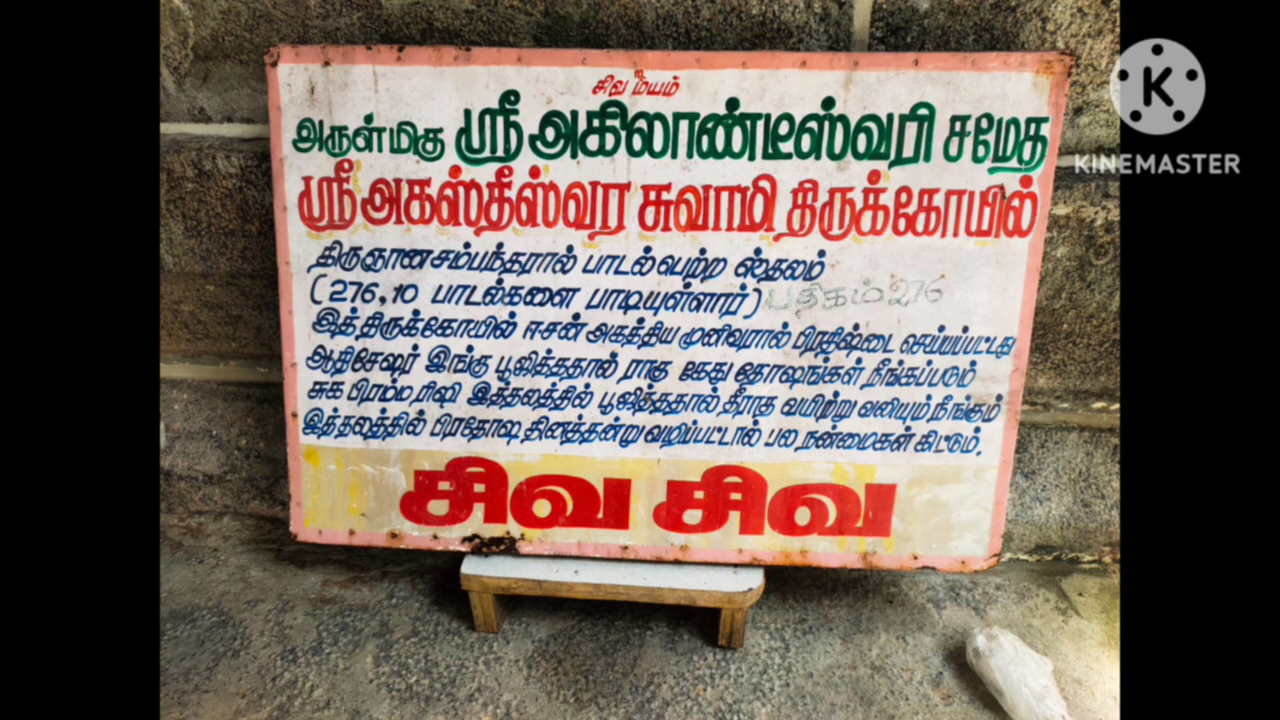 சிவ மயம்
அருள்மிகு ஸ்ரீ அகிலாண்டீஸ்வரி சமேத
ஸ்ரீ அகஸ்தீஸ்வர சுவாமி திருக்கோயில்
திருஞானசம்பந்தரால் பாடல்பெற்ற ஸ்தலம்
(276,10 பாடல்களை பாடியுள்ளார்) பதிகம் 276
இத்திருக்கோயில் ஈசன் அகத்திய முனிவரால் பிரதிஷ்டை செய்யப்பட்டது
ஆதிசேஷர் இங்கு பூஜித்ததால் ராகு கேது தோஷங்கள் நீங்கப்படும்
சுக பிரம்ம ரிஷி இத்தலத்தில் பூஜித்ததால் தீராத வயிற்று வலியும் நீங்கும்
இத்தலத்தில் பிரதோஷ தினத்தன்று வழிபட்டால் பல நன்மைகள் கிட்டும்.
சிவ சிவ
K
KINEMASTER